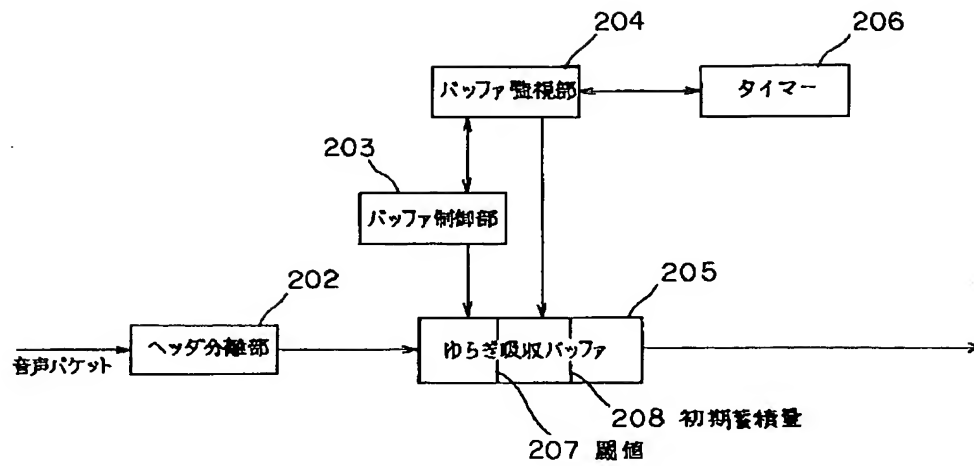 204
206
バッファ監視部
タイマー
203
バッファ制御部
202
205
ヘッダ分離部
ゆらぎ吸収バッファ
音声パケット
208 初期蓄積量
207 閾値